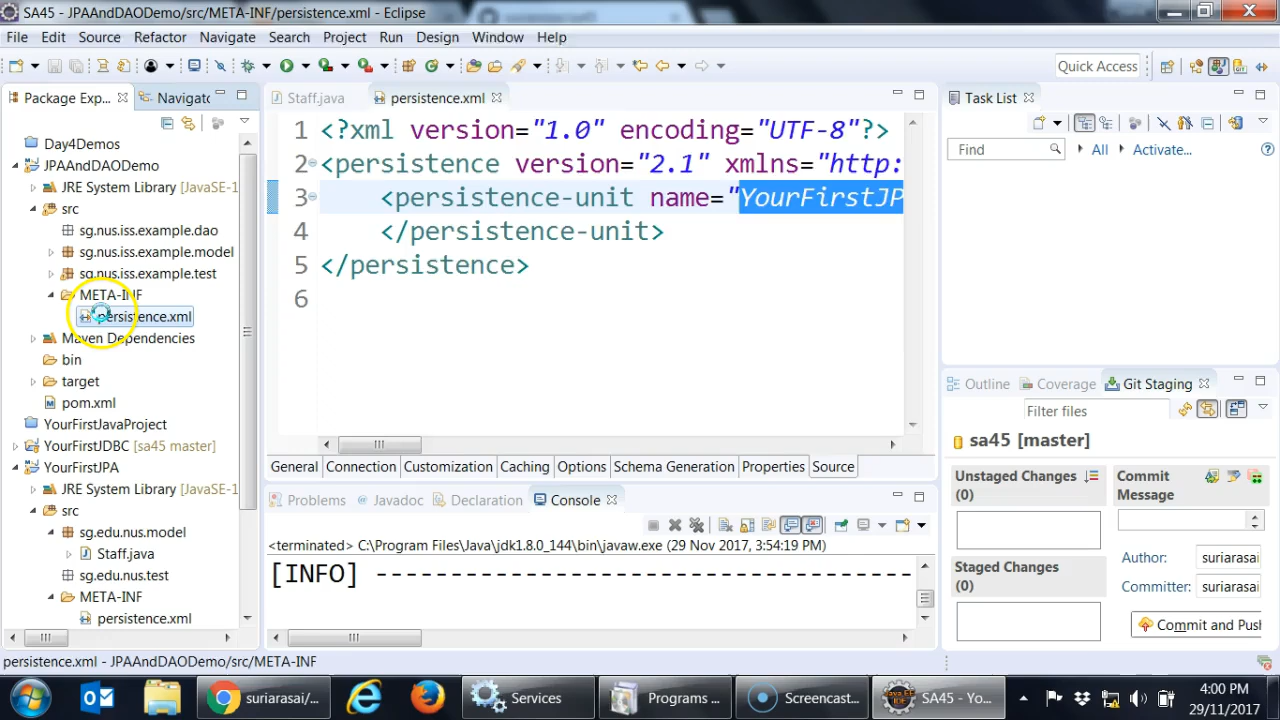 SA45 - JPAAndDAODemo/src/META-INF/persistence.xml - Eclipse
File Edit Source Refactor Navigate Search Project Run Design Window Help
Quick Access
Package Exp...
Navigatc
Day4Demos
JPAAndDAODemo
JRE System Library [JavaSE-1
src
sg.nus.iss.example.dao
sg.nus.iss.example.model
sg.nus.iss.example.test
META-INF
persistence.xml
Maven Dependencies
bin
target
pom.xml
YourFirstJavaProject
YourFirstJDBC [sa45 master]
YourFirstJPA
JRE System Library [JavaSE-1
src
sg.edu.nus.model
Staff.java
sg.edu.nus.test
META-INF
persistence.xml
Staff.java
persistence.xml
1 <?xml version="1.0" encoding="UTF-8"?>
2 <persistence version="2.1" xmlns="http:
3 <persistence-unit name="YourFirstJP
4 </persistence-unit>
5 </persistence>
6
General Connection Customization Caching Options Schema Generation Properties Source
Problems Javadoc Declaration Console
<terminated> C:\Program Files\Java\jdk1.8.0_144\bin\javaw.exe (29 Nov 2017, 3:54:19 PM)
[INFO] ------------------------------------
Task List
Find All Activate...
Outline Coverage Git Staging
Filter files
sa45 [master]
Unstaged Changes (0)
Staged Changes (0)
Commit Message
Author: suriarasai
Committer: suriarasai
Commit and Push
persistence.xml - JPAAndDAODemo/src/META-INF
suriarasai/...
Services
Programs ...
Screencast...
SA45 - Yo...
4:00 PM
29/11/2017